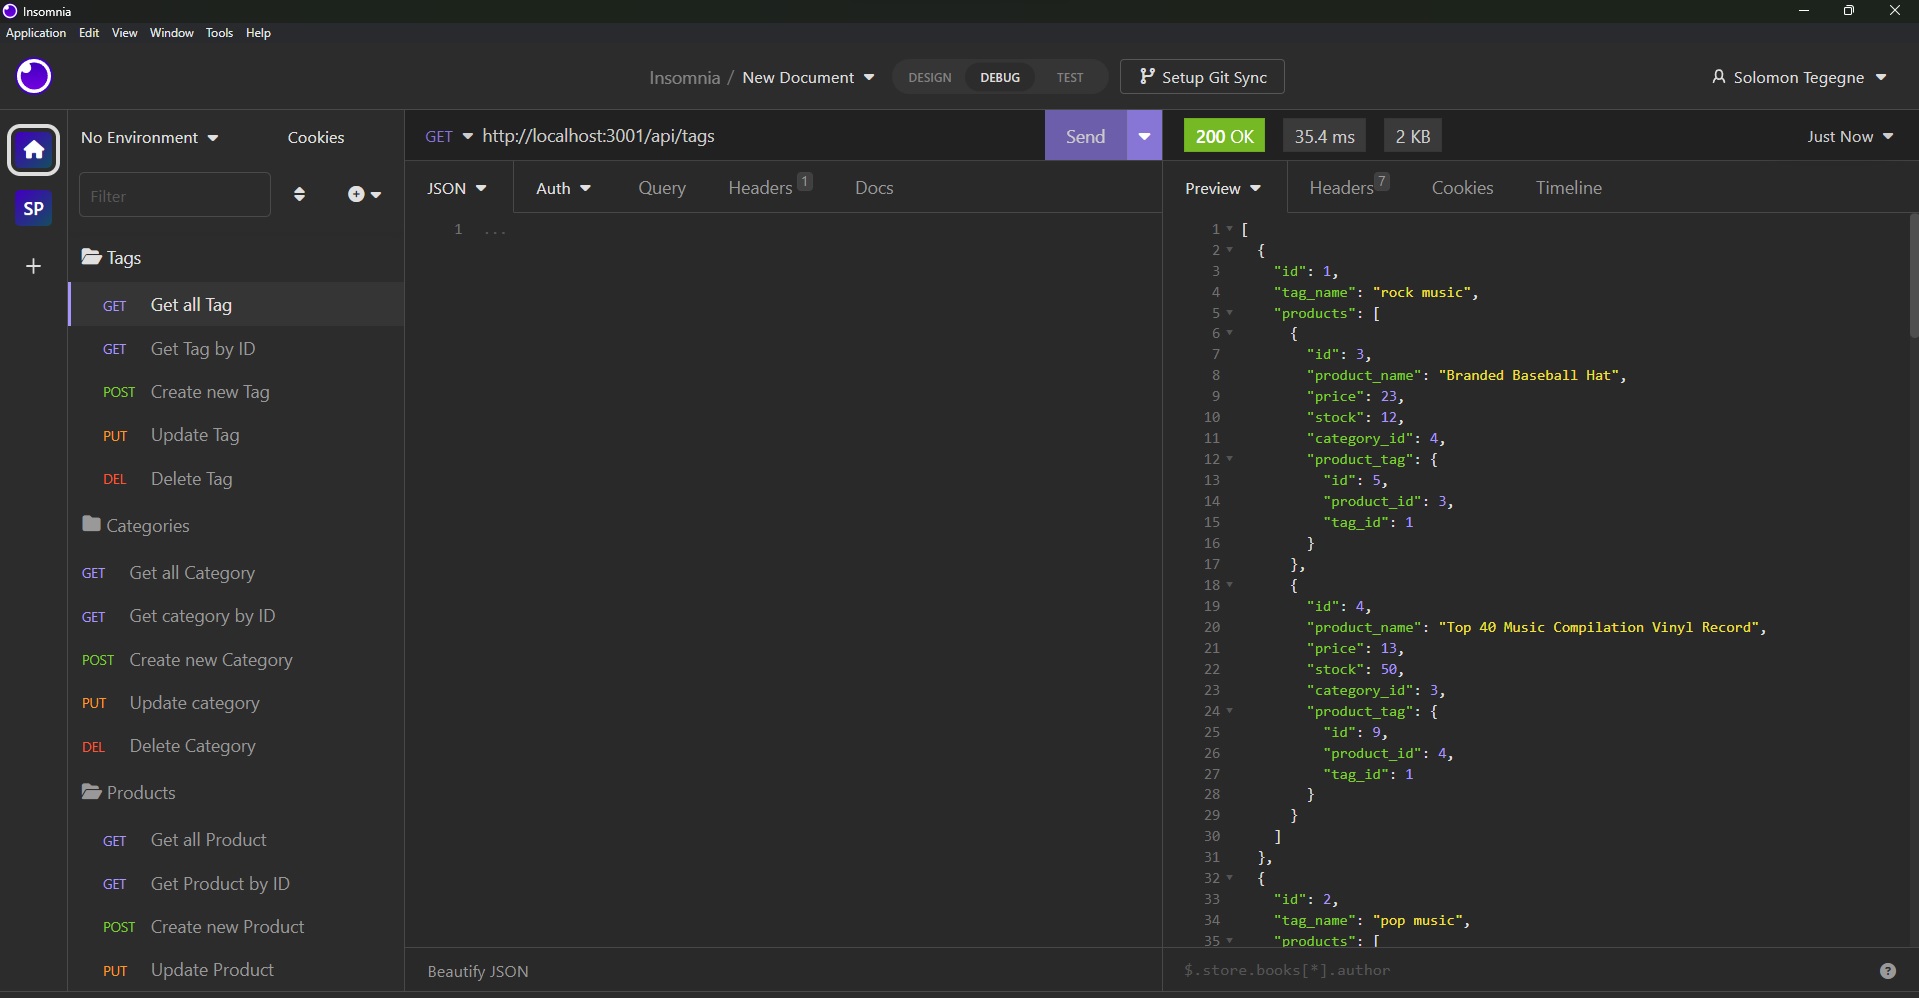 Insomnia
Application Edit View Window Tools Help
Insomnia / New Document DESIGN DEBUG TEST Setup Git Sync Solomon Tegegne
No Environment Cookies
Filter
SP
Tags
GET Get all Tag
GET Get Tag by ID
POST Create new Tag
PUT Update Tag
DEL Delete Tag
Categories
GET Get all Category
GET Get category by ID
POST Create new Category
PUT Update category
DEL Delete Category
Products
GET Get all Product
GET Get Product by ID
POST Create new Product
PUT Update Product
GET http://localhost:3001/api/tags Send
JSON Auth Query Headers 1 Docs
1 ...
Beautify JSON
200 OK 35.4 ms 2 KB Just Now
Preview Headers 7 Cookies Timeline
1 [
2 {
3 "id": 1,
4 "tag_name": "rock music",
5 "products": [
6 {
7 "id": 3,
8 "product_name": "Branded Baseball Hat",
9 "price": 23,
10 "stock": 12,
11 "category_id": 4,
12 "product_tag": {
13 "id": 5,
14 "product_id": 3,
15 "tag_id": 1
16 }
17 },
18 {
19 "id": 4,
20 "product_name": "Top 40 Music Compilation Vinyl Record",
21 "price": 13,
22 "stock": 50,
23 "category_id": 3,
24 "product_tag": {
25 "id": 9,
26 "product_id": 4,
27 "tag_id": 1
28 }
29 }
30 ]
31 },
32 {
33 "id": 2,
34 "tag_name": "pop music",
35 "products": [
$.store.books[*].author